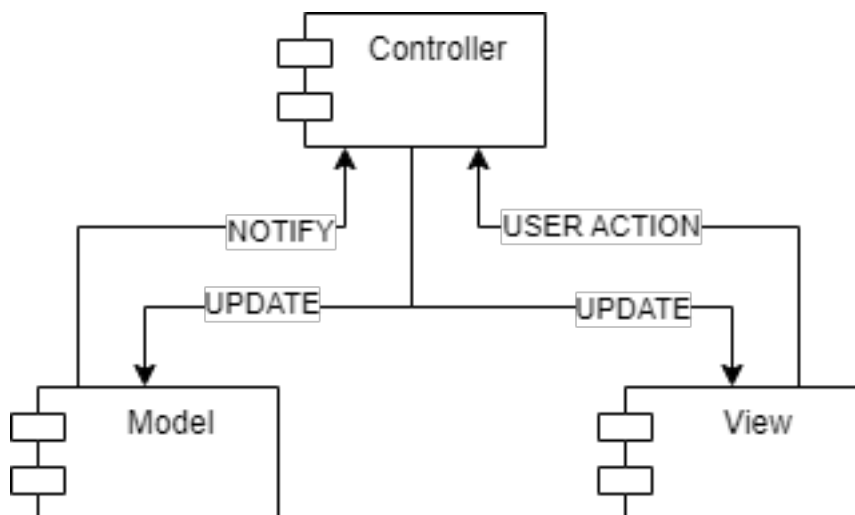 Controller
NOTIFY
USER ACTION
UPDATE
UPDATE
Model
View